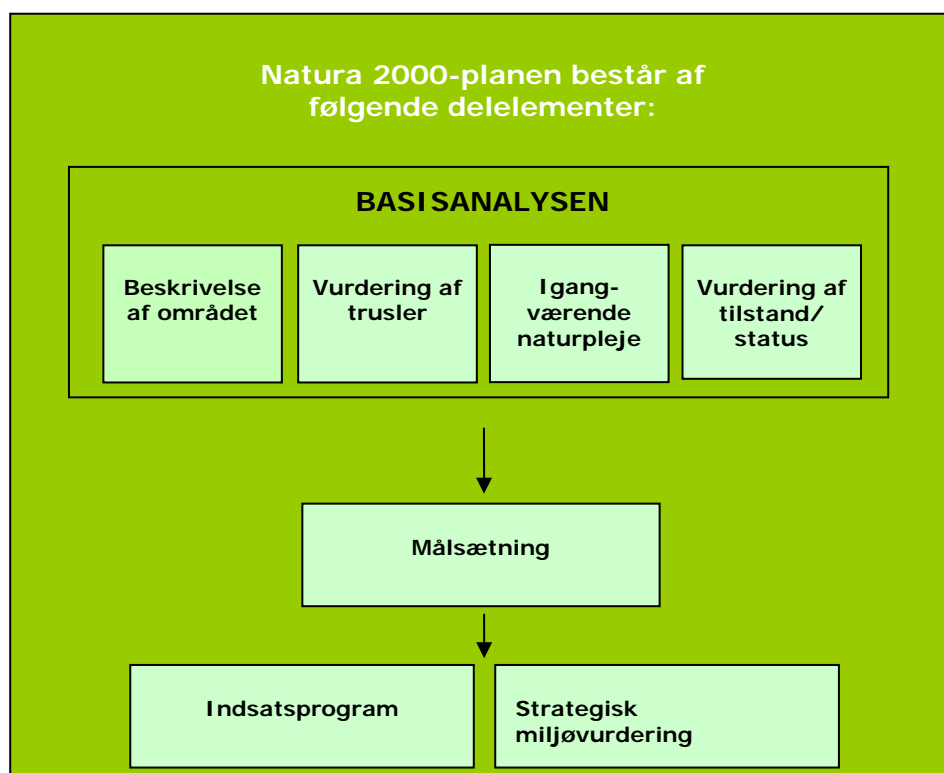 Natura 2000-planen består af
følgende delelementer:
BASISANALYSEN
Beskrivelse
af området
Vurdering af
trusler
Igang-
værende
naturpleje
Vurdering af
tilstand/
status
Målsætning
Indsatsprogram
Strategisk
miljøvurdering